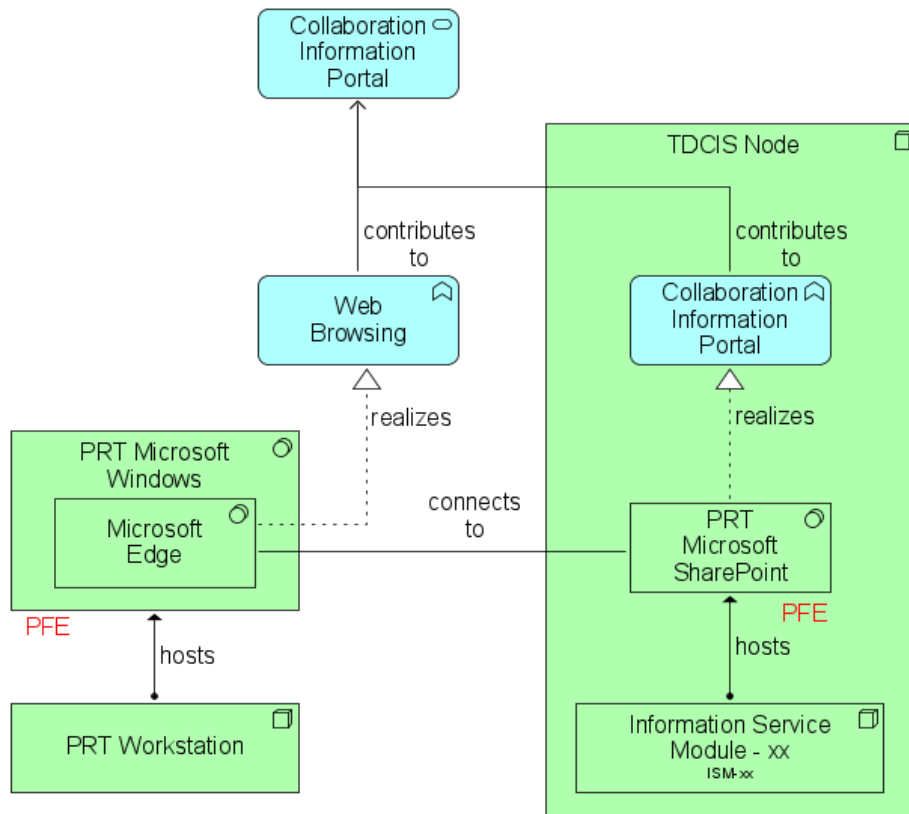 Collaboration
Information
Portal
TDCIS Node
contributes
to
contributes
to
Web
Browsing
Collaboration
Information
Portal
realizes
realizes
PRT Microsoft
Windows
Microsoft
Edge
connects
to
PRT
Microsoft
SharePoint
PFE
PFE
hosts
hosts
PRT Workstation
Information Service
Module - xx
ISM-xx